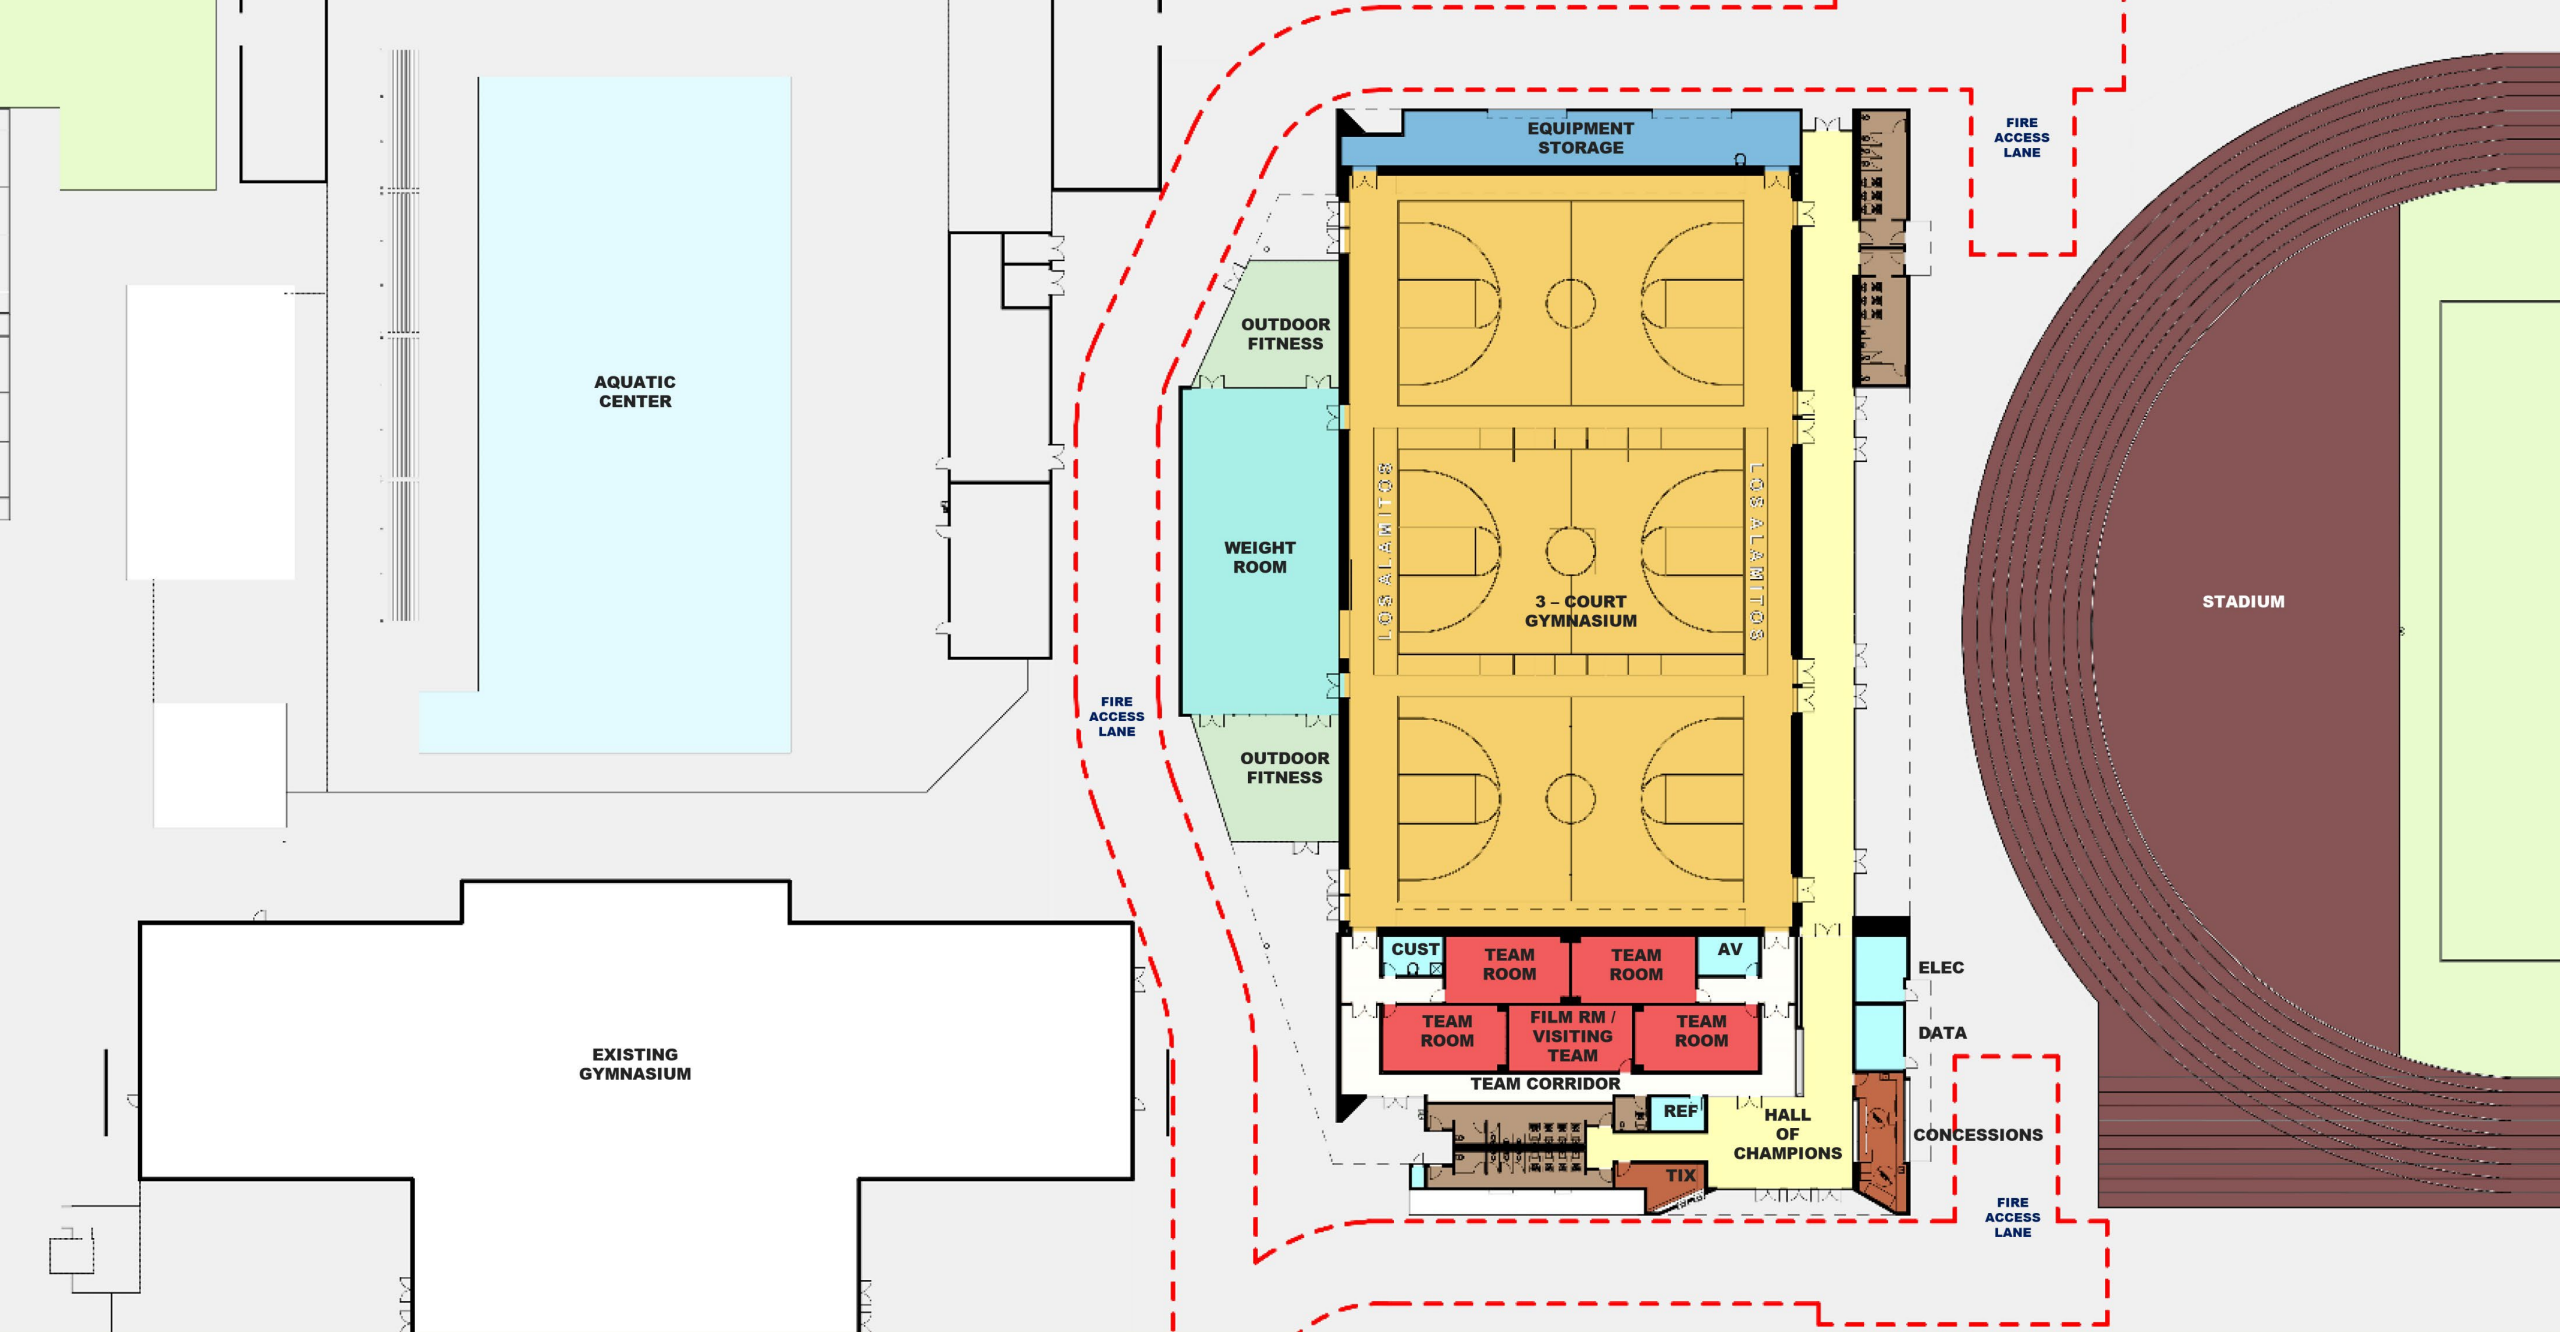 EQUIPMENT
STORAGE
FIRE
ACCESS
LANE
OUTDOOR
FITNESS
AQUATIC
CENTER
LOS ALAMITOS
LOS ALAMITOS
WEIGHT
ROOM
3 – COURT
GYMNASIUM
STADIUM
FIRE
ACCESS
LANE
OUTDOOR
FITNESS
CUST
TEAM
ROOM
TEAM
ROOM
AV
ELEC
TEAM
ROOM
FILM RM /
VISITING
TEAM
TEAM
ROOM
DATA
EXISTING
GYMNASIUM
TEAM CORRIDOR
REF
HALL
OF
CHAMPIONS
CONCESSIONS
TIX
FIRE
ACCESS
LANE